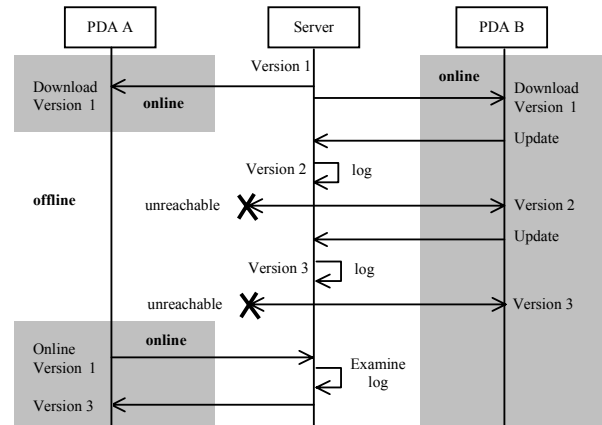 PDA A
Server
PDA B
Version 1
online
Download
Version 1
online
Download
Version 1
Update
Version 2
log
offline
unreachable
Version 2
Update
Version 3
log
unreachable
Version 3
online
Online
Version 1
Examine
log
Version 3